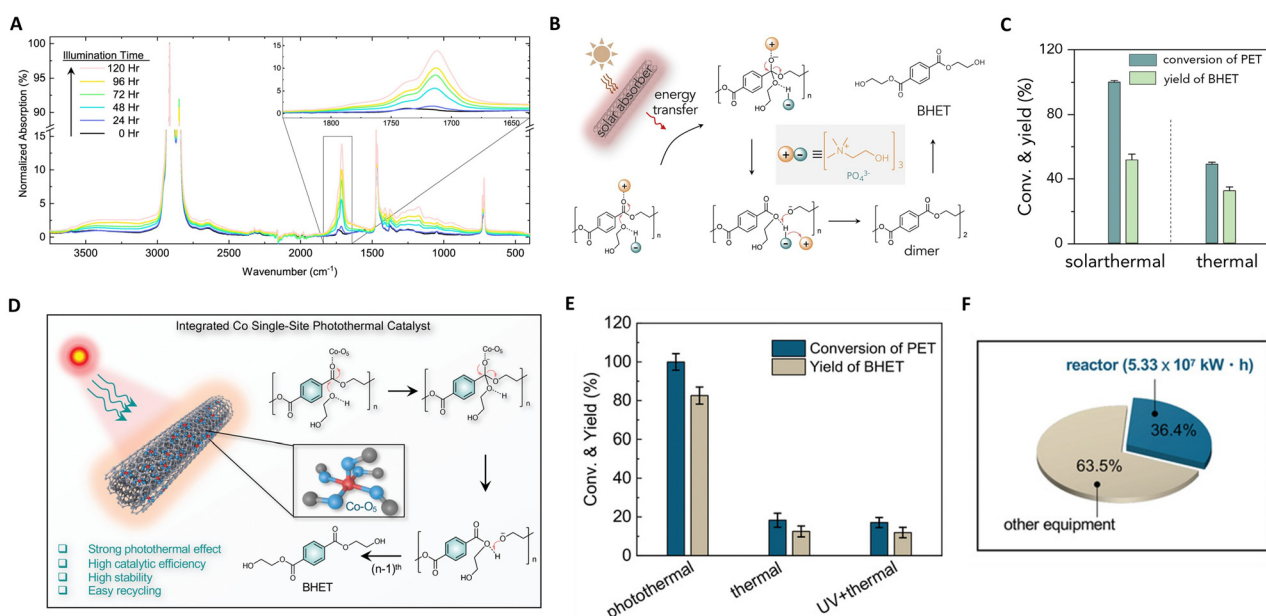 A
Normalized Absorption (%)
100
95
90
15
10
5
0
Illumination Time
120 Hr
96 Hr
72 Hr
48 Hr
24 Hr
0 Hr
15
10
5
0
1800
1750
1700
1650
3500
3000
2500
2000
1500
1000
500
Wavenumber (cm⁻¹)
B
solar absorber
energy
transfer
BHET
PO₄³⁻
dimer
C
Conv. & yield (%)
120
80
40
0
conversion of PET
yield of BHET
solarthermal
thermal
D
Integrated Co Single-Site Photothermal Catalyst
Co-O₅
Co-O₅
Co-O₅
Strong photothermal effect
High catalytic efficiency
High stability
Easy recycling
BHET
(n-1)ᵗʰ
E
Conv. & Yield (%)
120
100
80
60
40
20
0
Conversion of PET
Yield of BHET
photothermal
thermal
UV+thermal
F
reactor (5.33 x 10⁷ kW · h)
36.4%
63.5%
other equipment